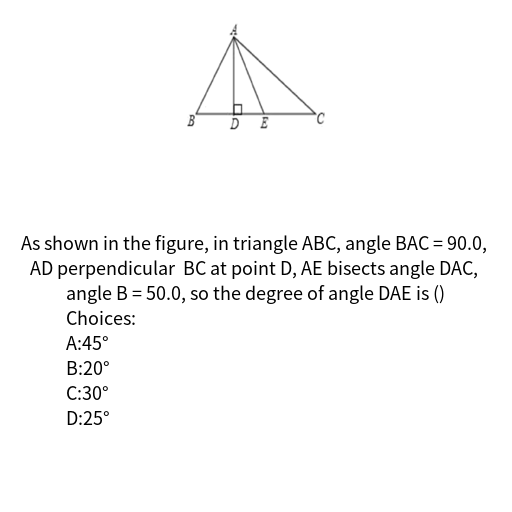 A
B
D
E
C
As shown in the figure, in triangle ABC, angle BAC = 90.0,
AD perpendicular  BC at point D, AE bisects angle DAC,
angle B = 50.0, so the degree of angle DAE is ()
Choices:
A:45°
B:20°
C:30°
D:25°